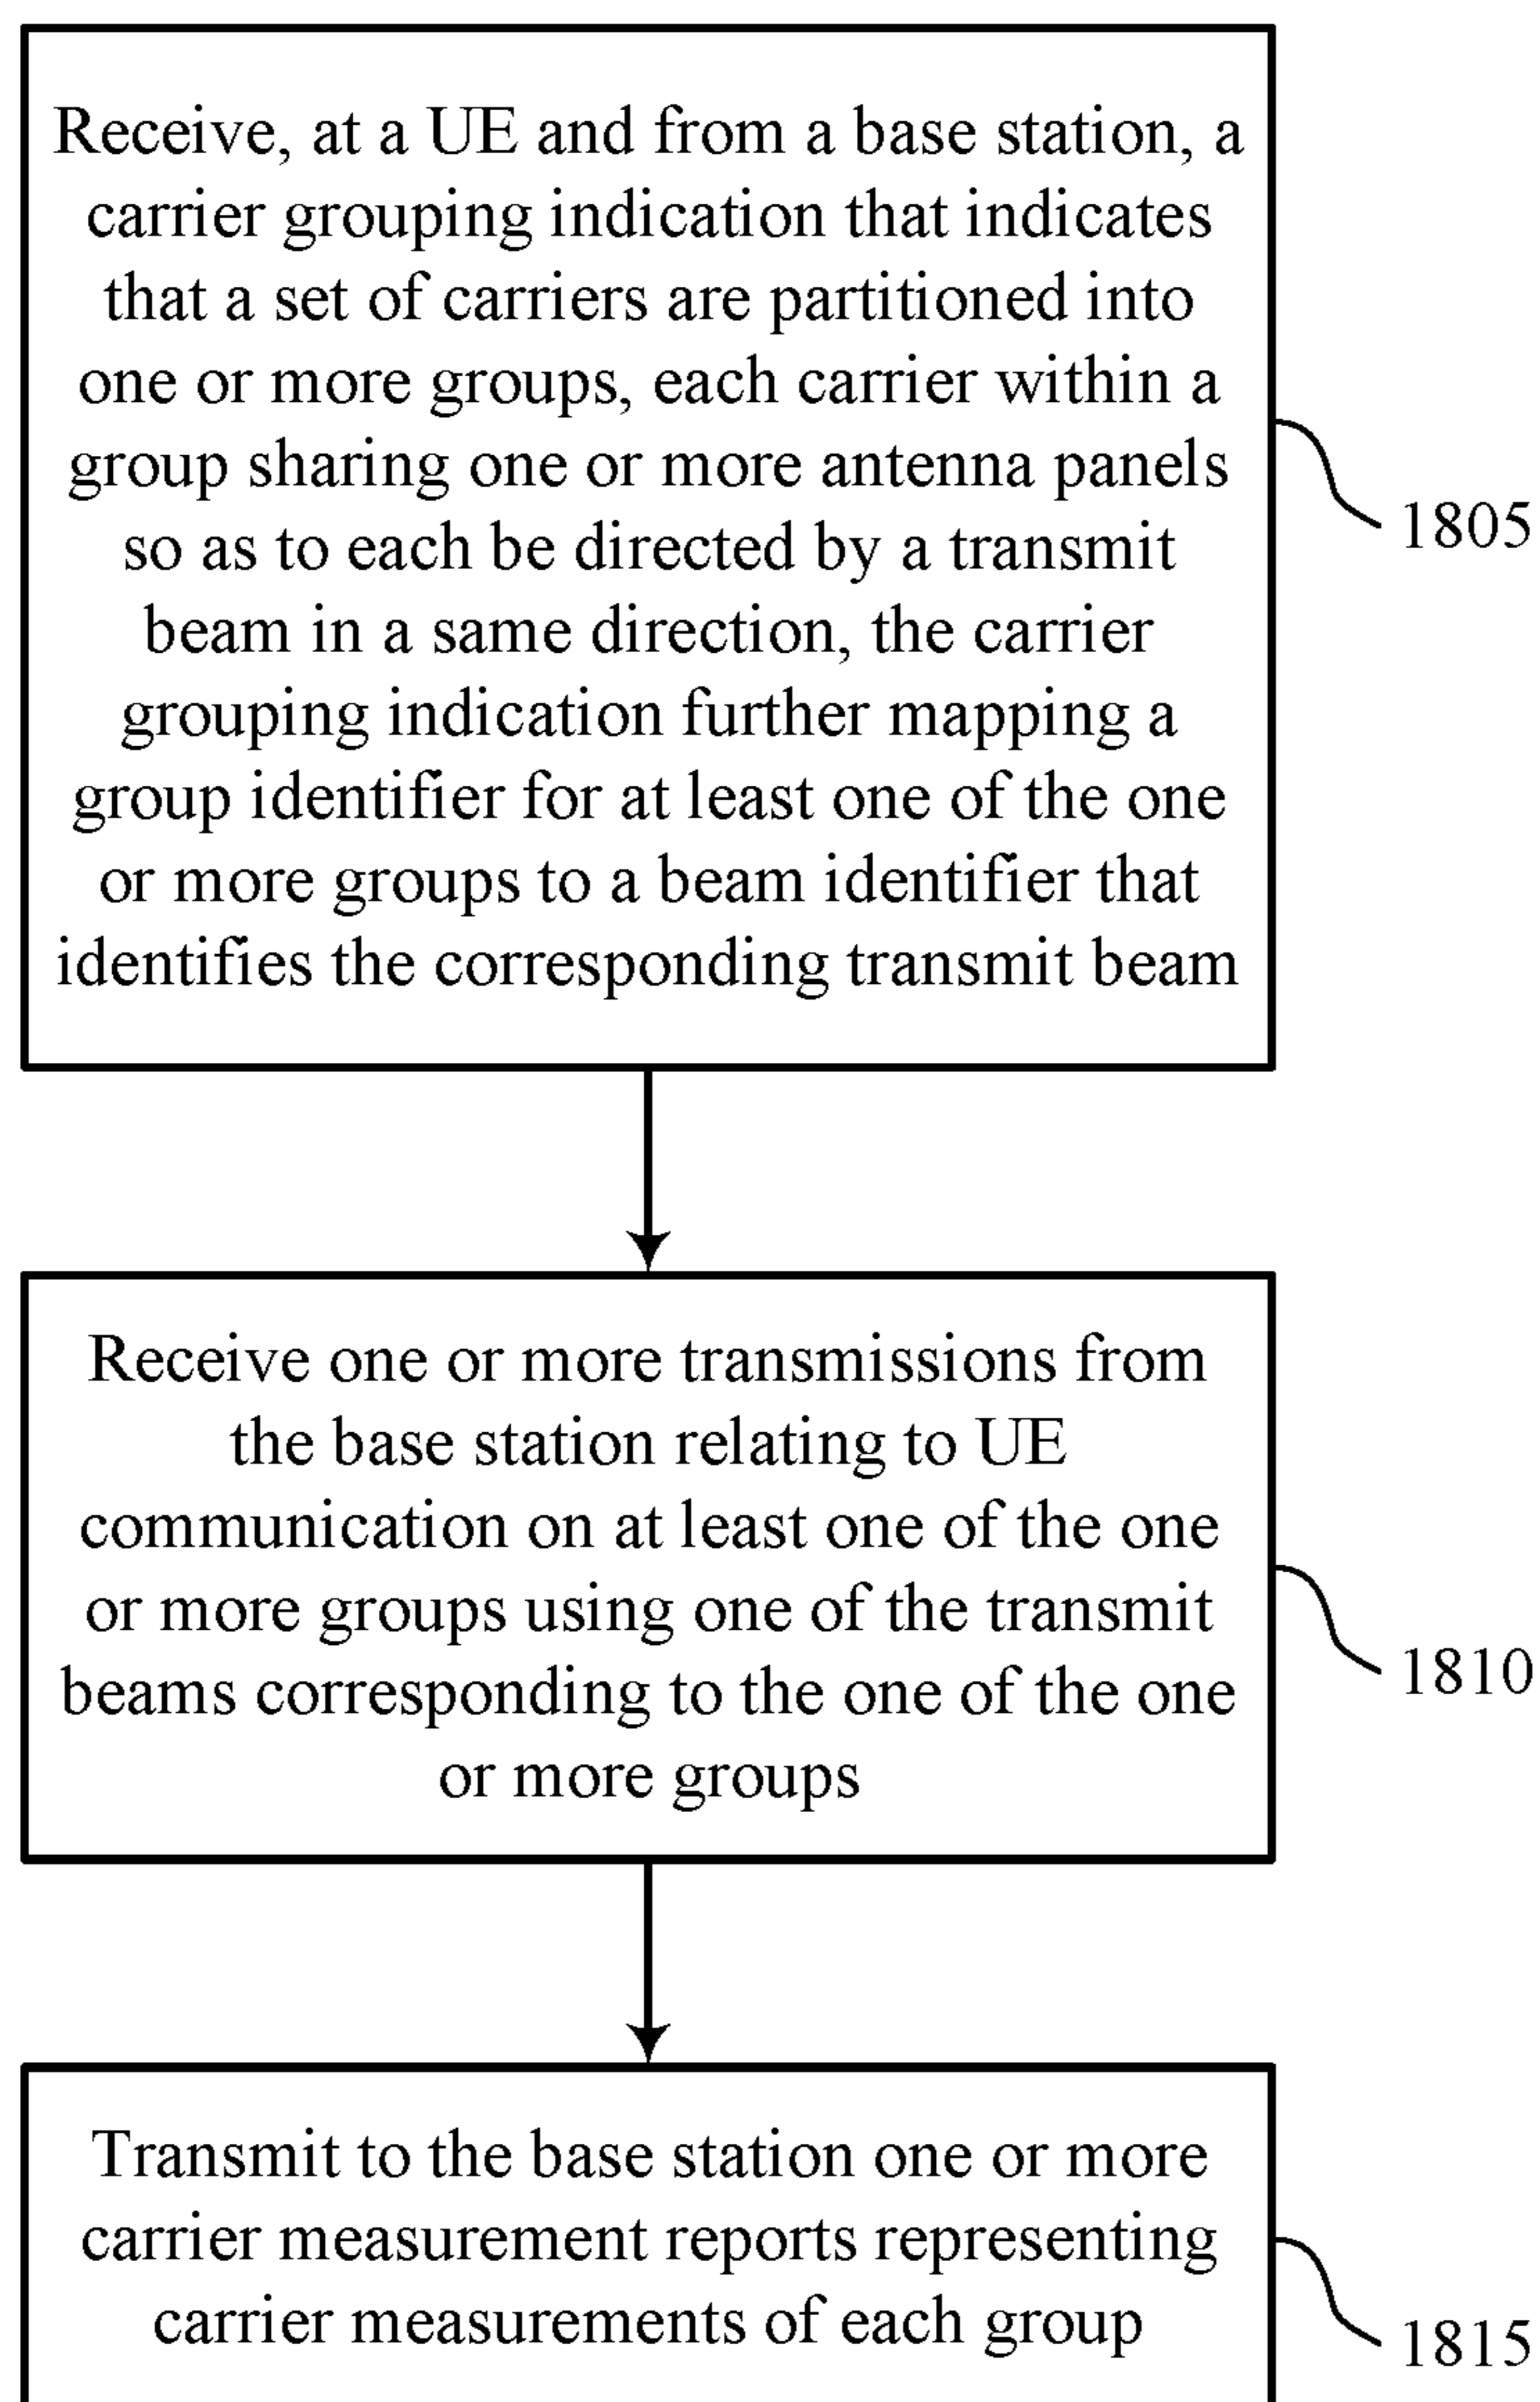 Receive, at a UE and from a base station, a
carrier grouping indication that indicates
that a set of carriers are partitioned into
one or more groups, each carrier within a
group sharing one or more antenna panels
so as to each be directed by a transmit
beam in a same direction, the carrier
grouping indication further mapping a
group identifier for at least one of the one
or more groups to a beam identifier that
identifies the corresponding transmit beam
1805
Receive one or more transmissions from
the base station relating to UE
communication on at least one of the one
or more groups using one of the transmit
beams corresponding to the one of the one
or more groups
1810
Transmit to the base station one or more
carrier measurement reports representing
carrier measurements of each group
1815